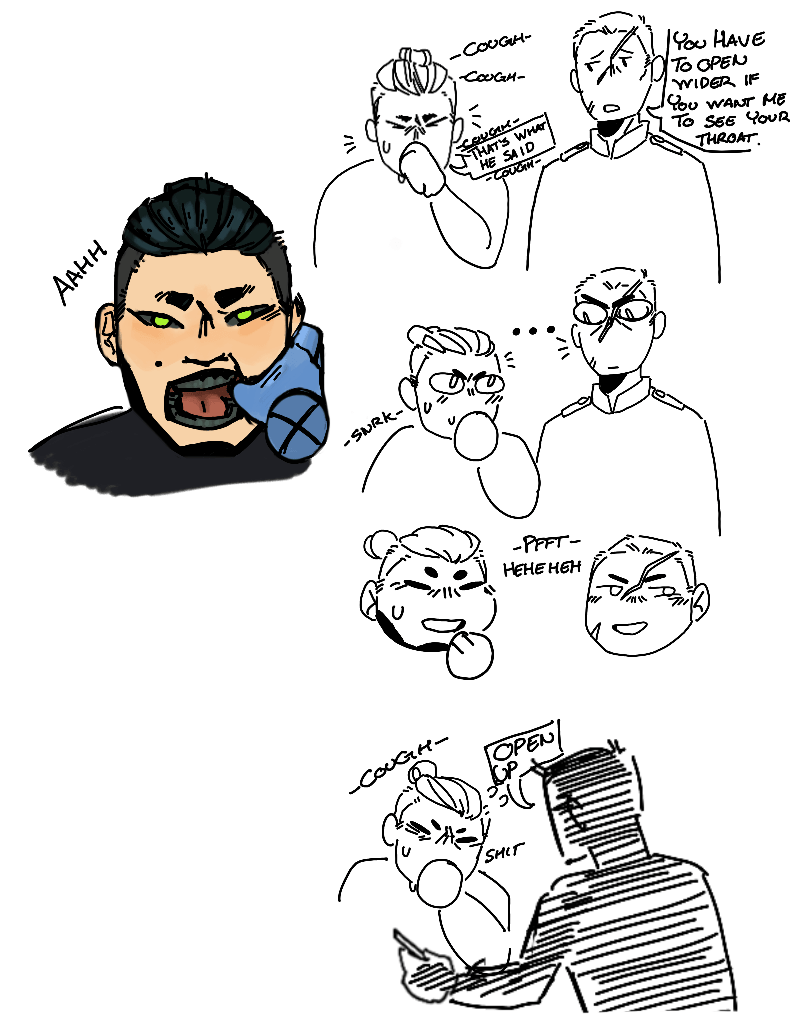 -COUGH-
-COUGH-
YOU HAVE
TO OPEN
WIDER IF
YOU WANT ME
TO SEE YOUR
THROAT.
-COUGH-
THAT'S WHAT
HE SAID
-COUGH-
AAHH
...
-SNRK-
-PFFT-
HEHEHEH
-COUGH-
OPEN
UP
SHIT